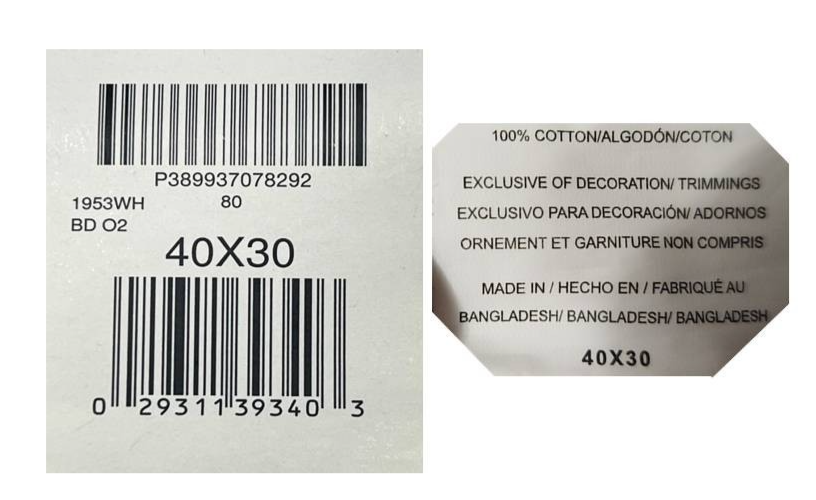 P389937078292
1953WH 80
BD O2
40X30
0 29311 39340 3
100% COTTON/ALGODÓN/COTON
EXCLUSIVE OF DECORATION/ TRIMMINGS
EXCLUSIVO PARA DECORACIÓN/ ADORNOS
ORNEMENT ET GARNITURE NON COMPRIS
MADE IN / HECHO EN / FABRIQUÉ AU
BANGLADESH/ BANGLADESH/ BANGLADESH
40X30